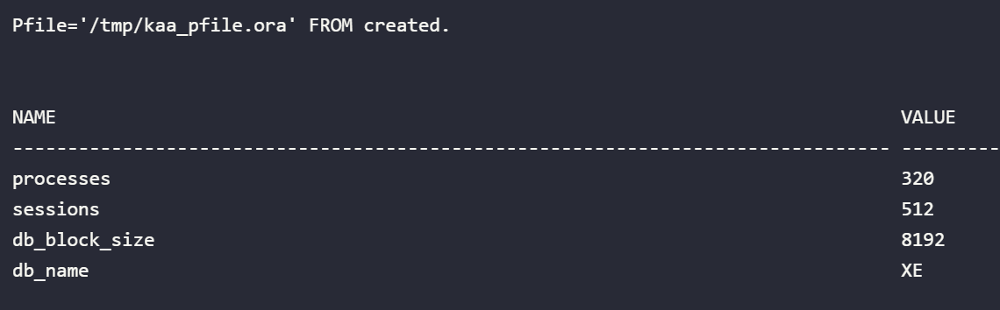 Pfile='/tmp/kaa_pfile.ora' FROM created.
NAME VALUE
-------------------------------------------------------------------------------- ---------
processes 320
sessions 512
db_block_size 8192
db_name XE